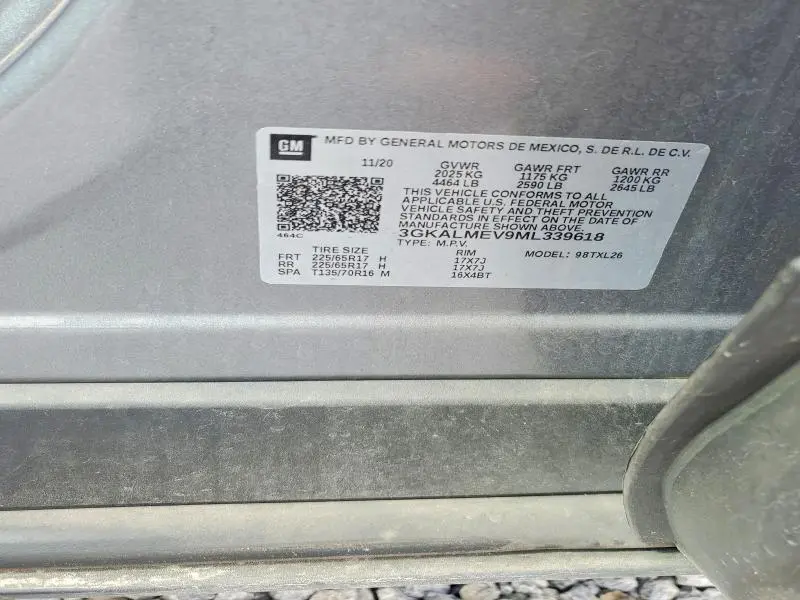 GM MFD BY GENERAL MOTORS DE MEXICO, S. DE R.L. DE C.V.
11/20 GVWR GAWR FRT GAWR RR
2025 KG 1175 KG 1200 KG
4464 LB 2590 LB 2645 LB
THIS VEHICLE CONFORMS TO ALL
APPLICABLE U.S. FEDERAL MOTOR
VEHICLE SAFETY AND THEFT PREVENTION
STANDARDS IN EFFECT ON THE DATE OF
MANUFACTURE SHOWN ABOVE.
464C 3GKALMEV9ML339618
TYPE: M.P.V. MODEL: 98TXL26
TIRE SIZE RIM
FRT 225/65R17 H 17X7J
RR 225/65R17 H 17X7J
SPA T135/70R16 M 16X4BT